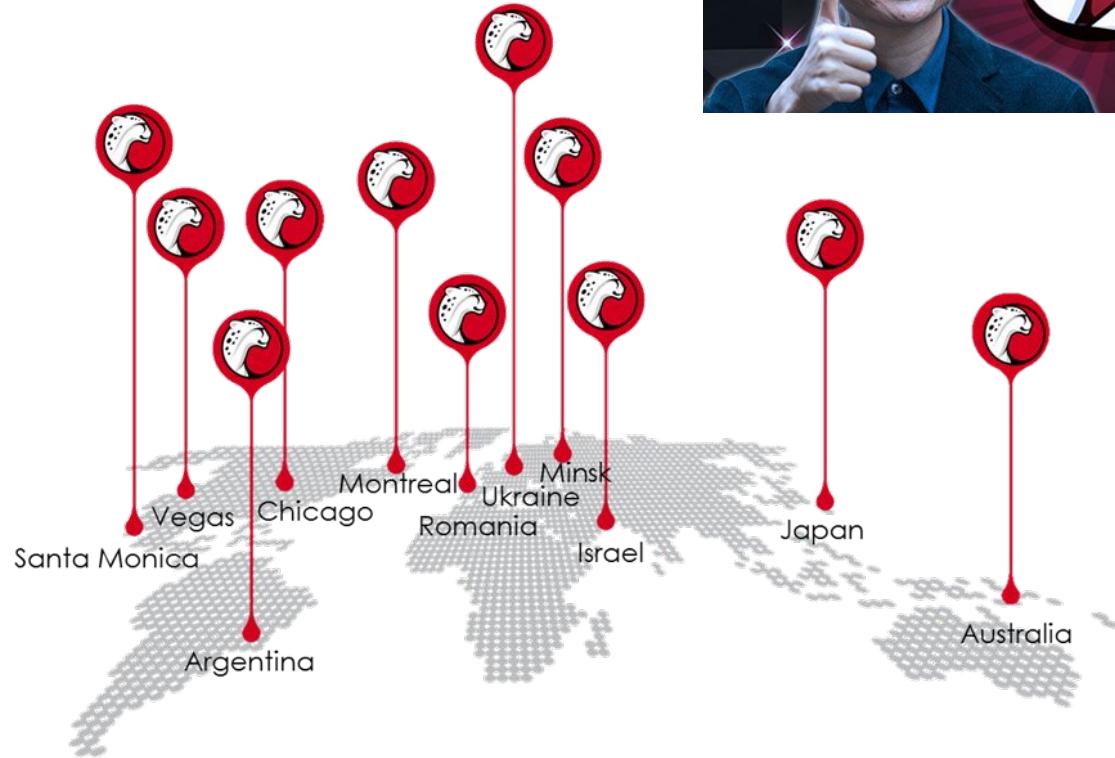 Montreal
Minsk
Ukraine
Vegas
Chicago
Romania
Japan
Santa Monica
Israel
Australia
Argentina